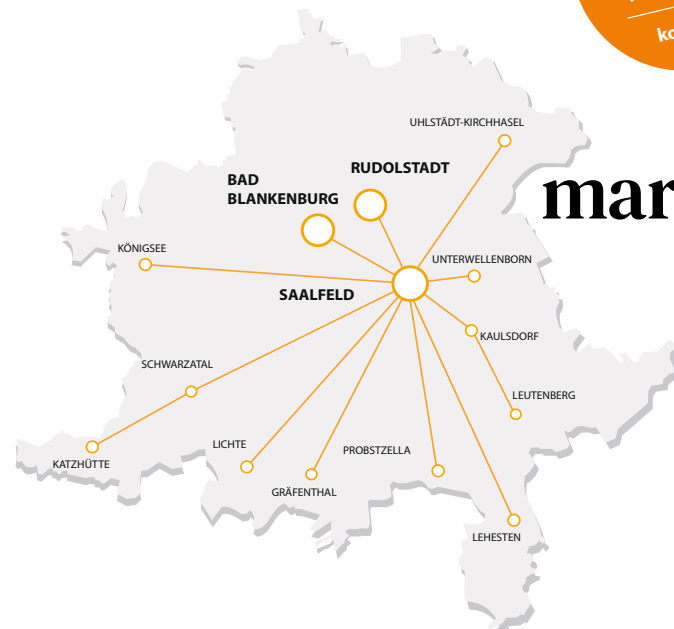 UHLSTÄDT-KIRCHHASEL
RUDOLSTADT
BAD
BLANKENBURG
mar
KÖNIGSEE
UNTERWELLENBORN
SAALFELD
KAULSDORF
SCHWARZATAL
LEUTENBERG
LICHTE
PROBSTZELLA
KATZHÜTTE
GRÄFENTHAL
LEHESTEN